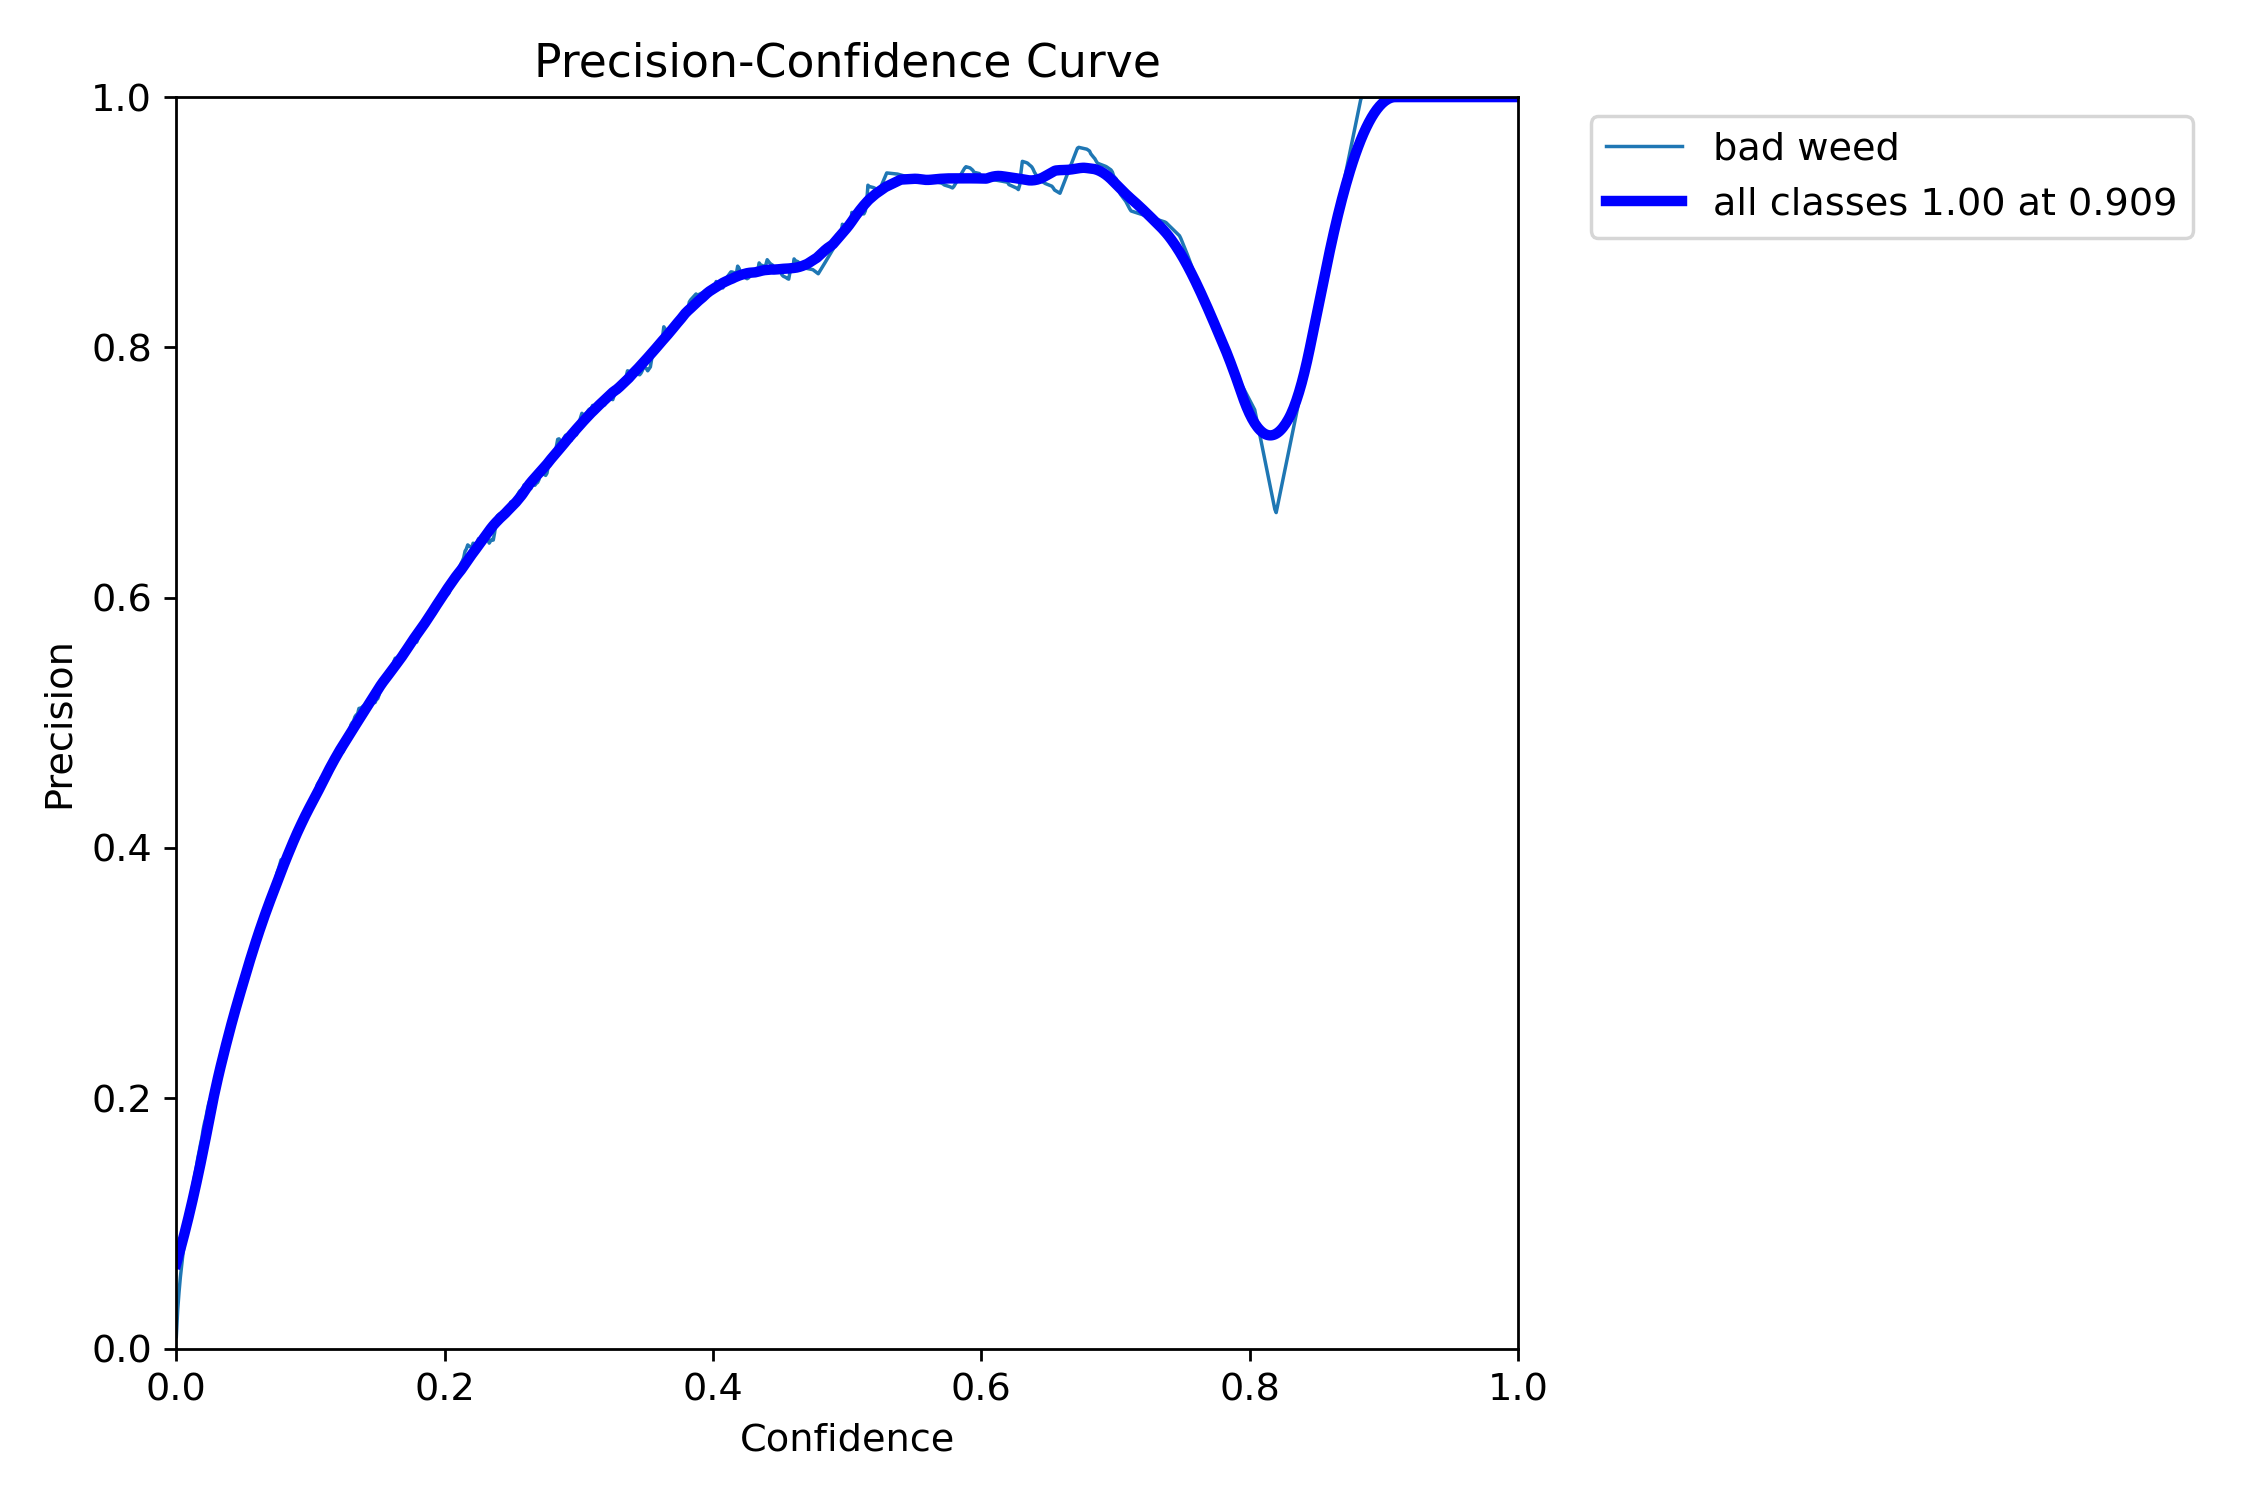 Precision-Confidence Curve
1.0
0.8
0.6
0.4
0.2
0.0
Precision
0.0 0.2 0.4 0.6 0.8 1.0
Confidence
bad weed
all classes 1.00 at 0.909